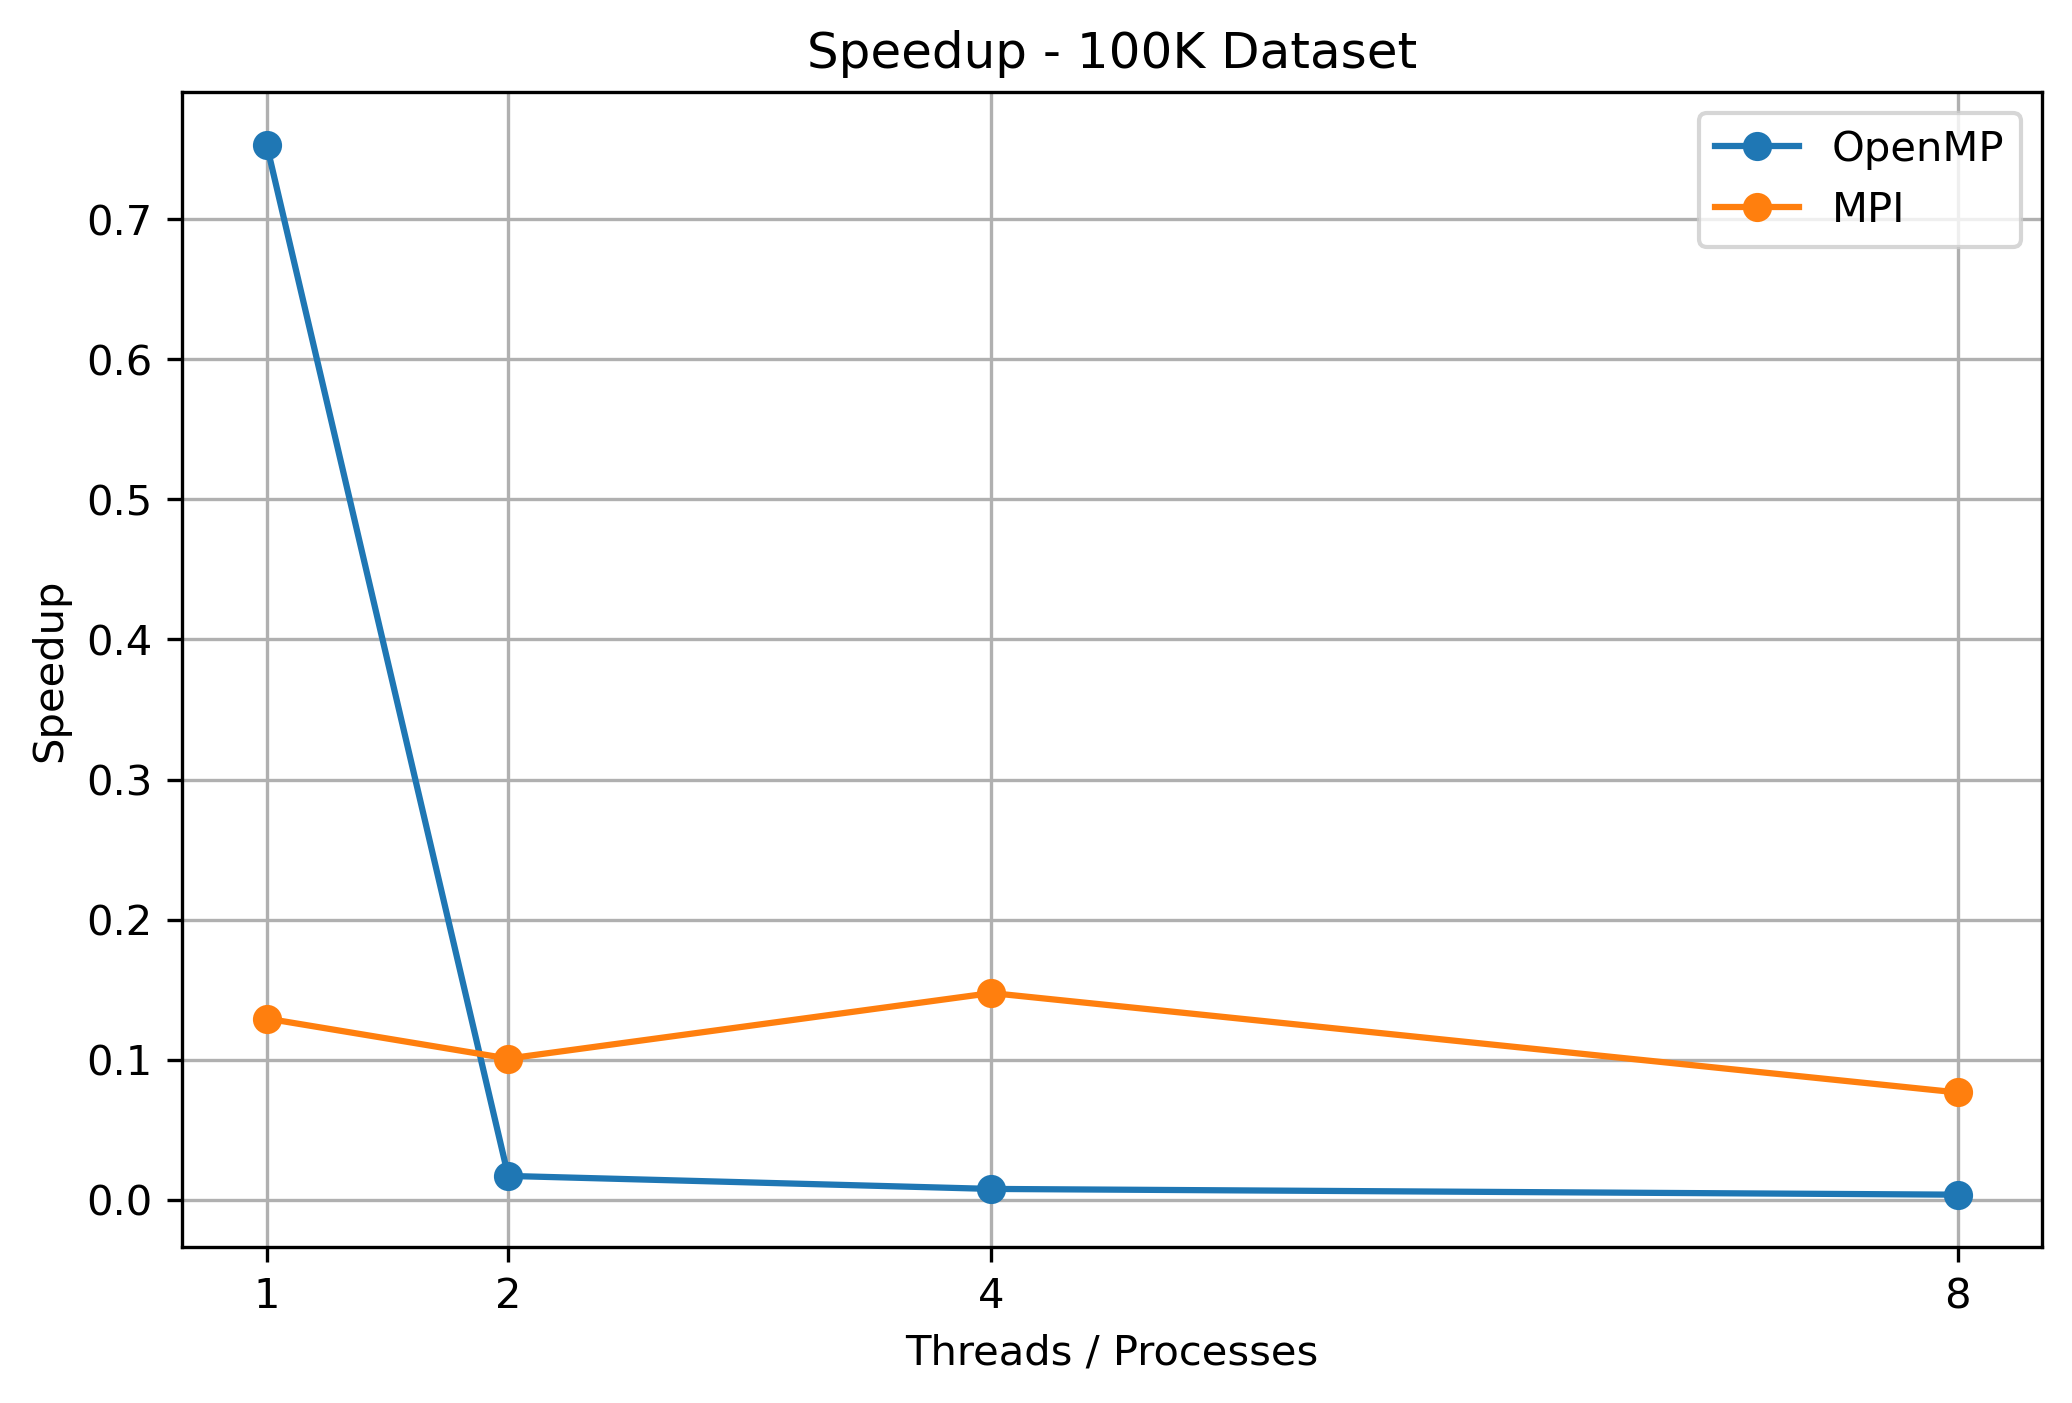 Speedup - 100K Dataset
OpenMP
MPI
0.7
0.6
0.5
0.4
0.3
0.2
0.1
0.0
Speedup
1 2 4 8
Threads / Processes